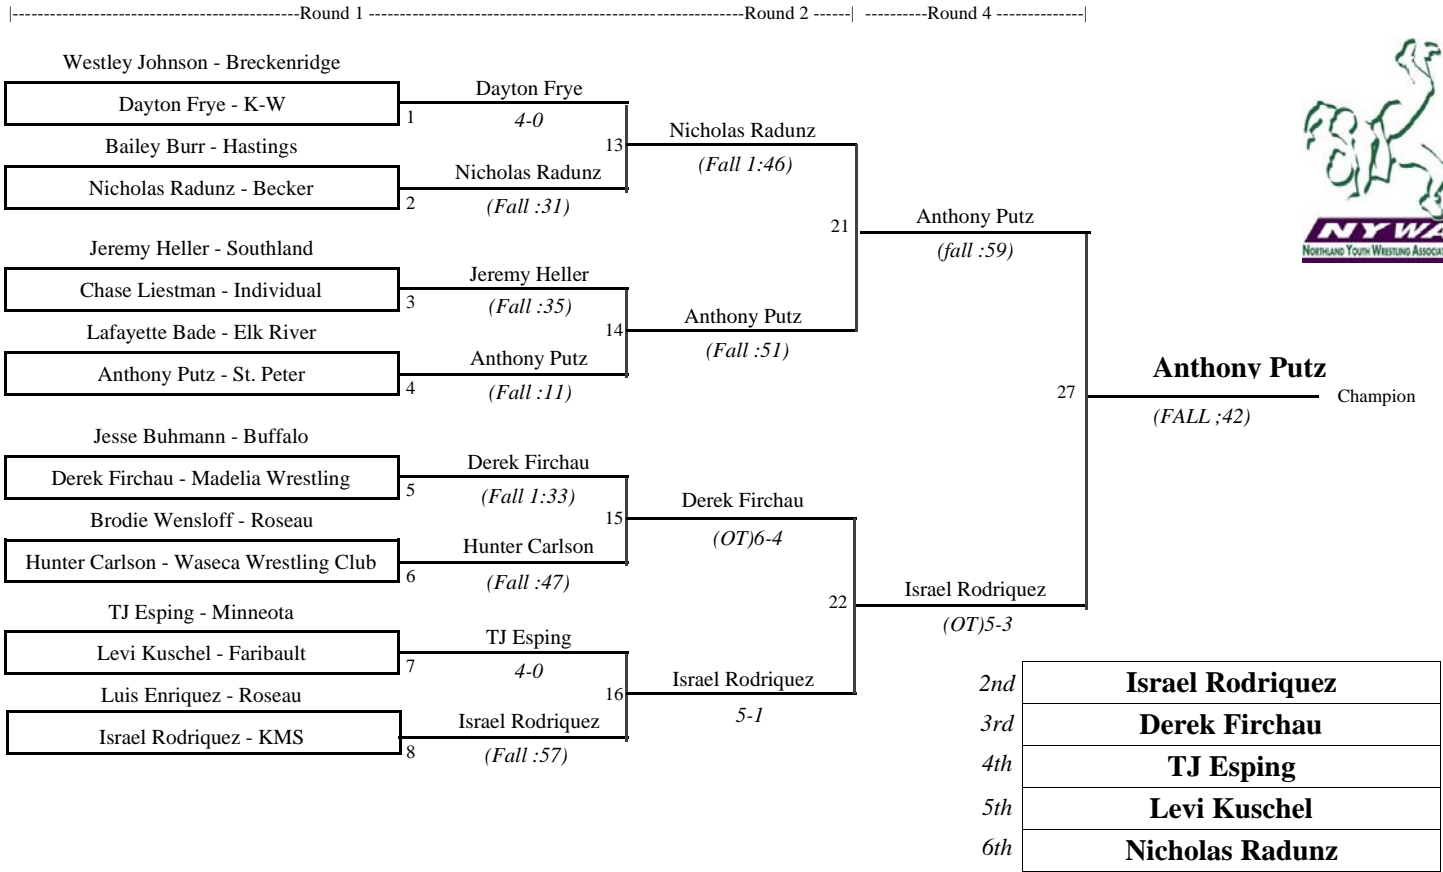 |----------------------------------------------Round 1 -------------------------------------------------------------Round 2 ------| ----------Round 4 --------------|
Westley Johnson - Breckenridge
Dayton Frye - K-W
1
Dayton Frye
4-0
Bailey Burr - Hastings
Nicholas Radunz - Becker
2
Nicholas Radunz
(Fall :31)
13
Nicholas Radunz
(Fall 1:46)
Jeremy Heller - Southland
Chase Liestman - Individual
3
Jeremy Heller
(Fall :35)
Lafayette Bade - Elk River
Anthony Putz - St. Peter
4
Anthony Putz
(Fall :11)
14
Anthony Putz
(Fall :51)
21
Anthony Putz
(fall :59)
Jesse Buhmann - Buffalo
Derek Firchau - Madelia Wrestling
5
Derek Firchau
(Fall 1:33)
Brodie Wensloff - Roseau
Hunter Carlson - Waseca Wrestling Club
6
Hunter Carlson
(Fall :47)
15
Derek Firchau
(OT)6-4
TJ Esping - Minneota
Levi Kuschel - Faribault
7
TJ Esping
4-0
Luis Enriquez - Roseau
Israel Rodriquez - KMS
8
Israel Rodriquez
(Fall :57)
16
Israel Rodriquez
5-1
22
Israel Rodriquez
(OT)5-3
27
Anthony Putz
Champion
(FALL ;42)
NYWA
NORTHLAND YOUTH WRESTLING
2nd Israel Rodriquez
3rd Derek Firchau
4th TJ Esping
5th Levi Kuschel
6th Nicholas Radunz